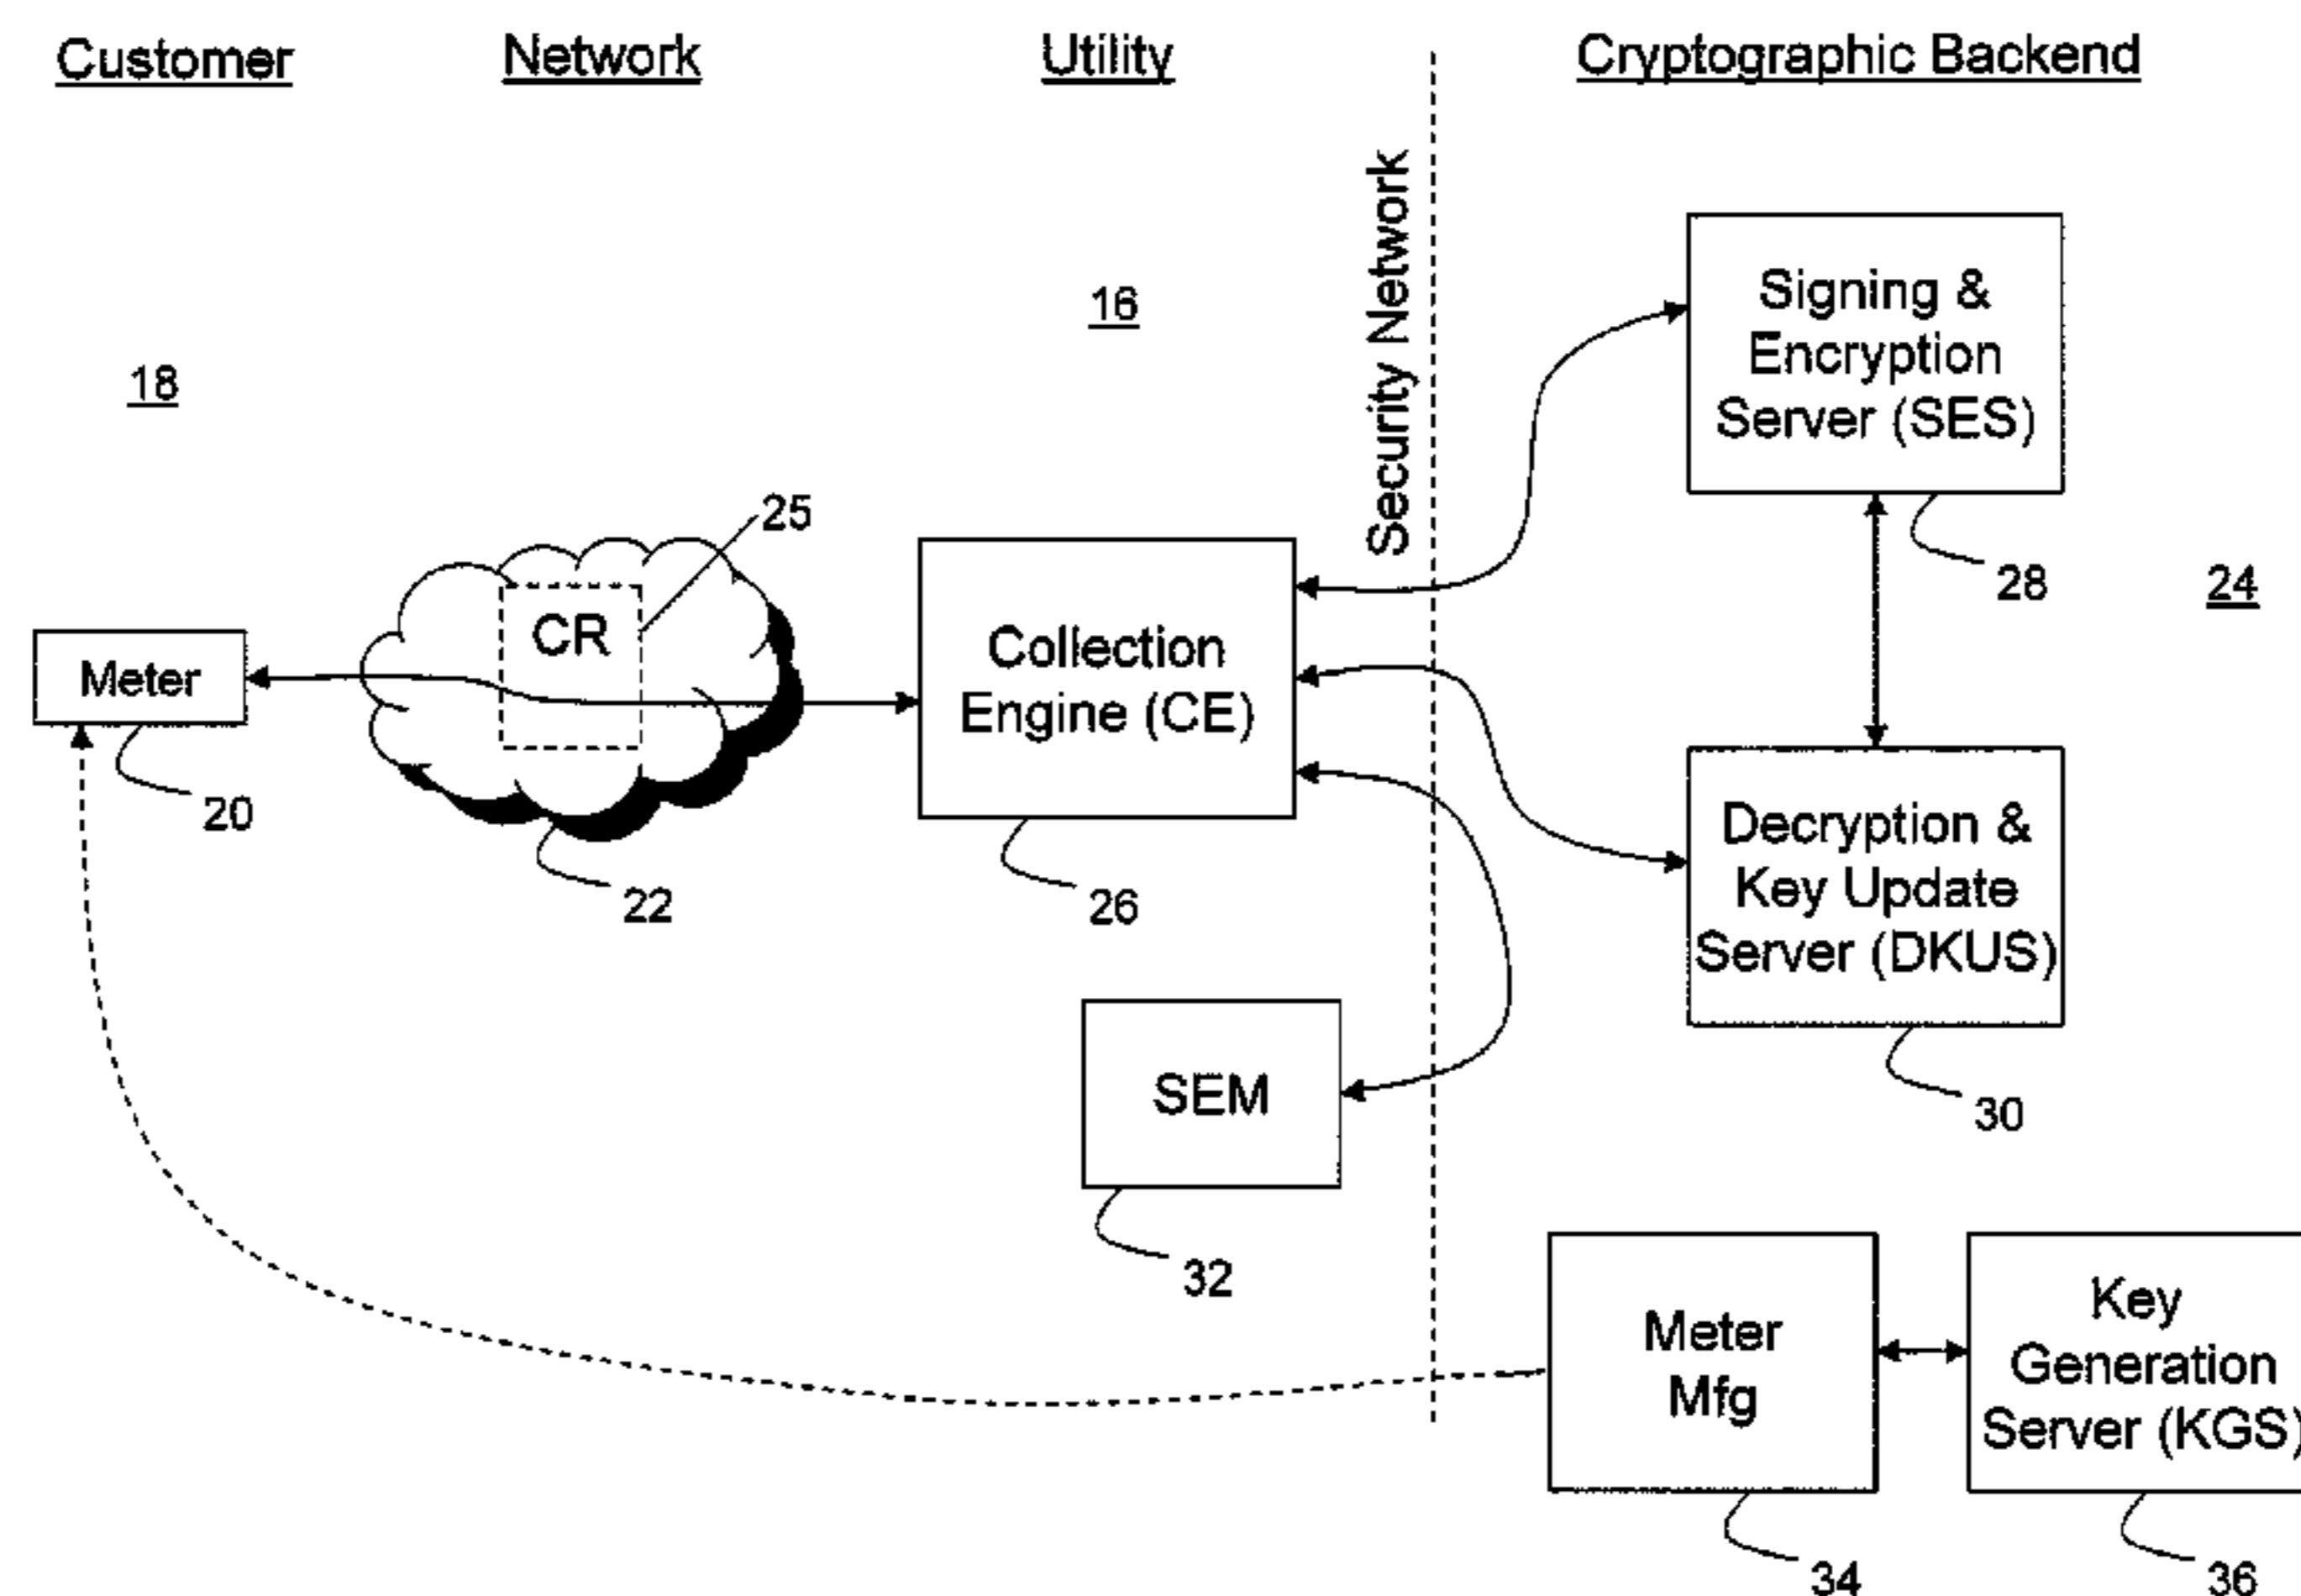 Customer
Network
Utility
Cryptographic Backend
Security Network
16
18
Signing &
Encryption
Server (SES)
28
24
25
CR
Meter
20
22
Collection
Engine (CE)
26
Decryption &
Key Update
Server (DKUS)
30
SEM
32
Meter
Mfg
34
Key
Generation
Server (KGS)
36